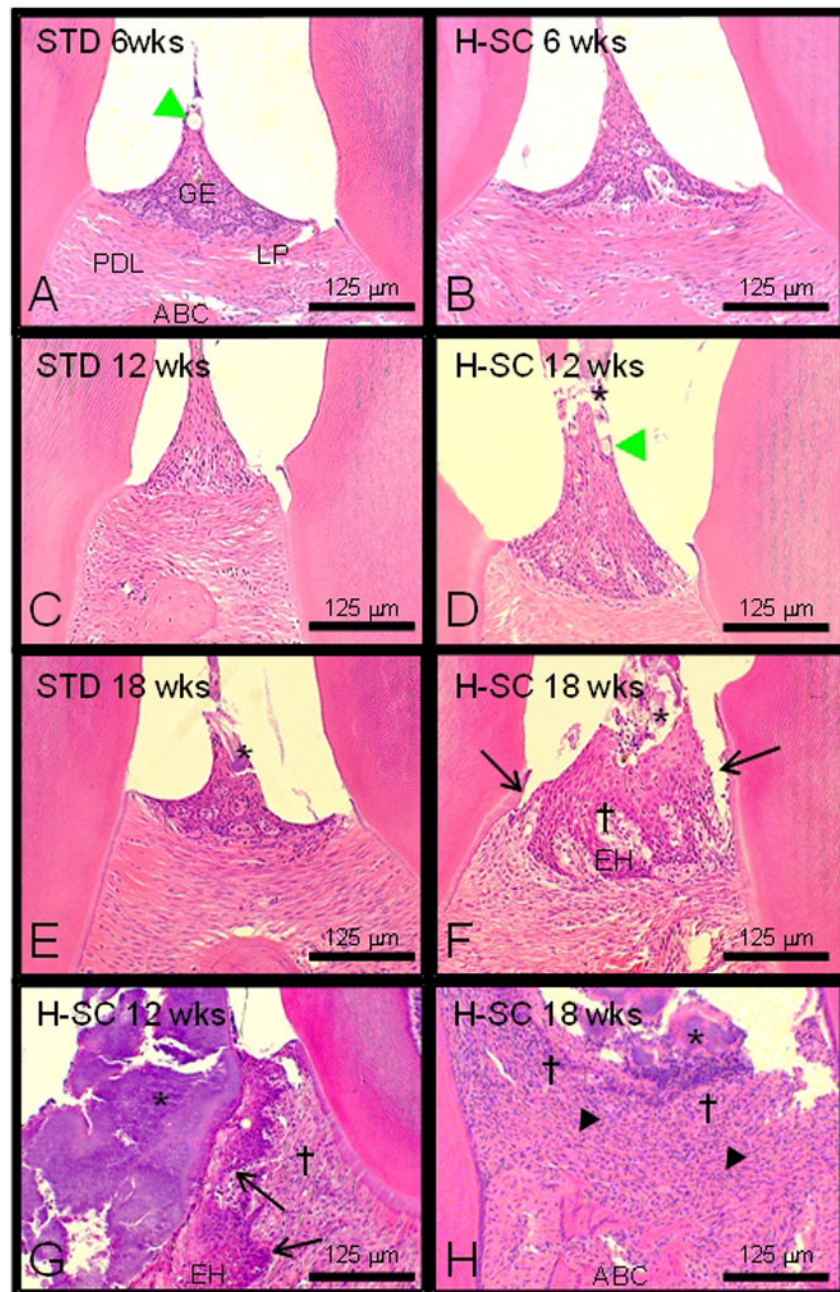 STD 6wks
GE
PDL
LP
A
ABC
125 µm
H-SC 6 wks
B
125 µm
STD 12 wks
C
125 µm
H-SC 12 wks
*
D
125 µm
STD 18 wks
*
E
125 µm
H-SC 18 wks
*
†
EH
F
125 µm
H-SC 12 wks
*
†
G
EH
125 µm
H-SC 18 wks
*
†
†
H
ABC
125 µm